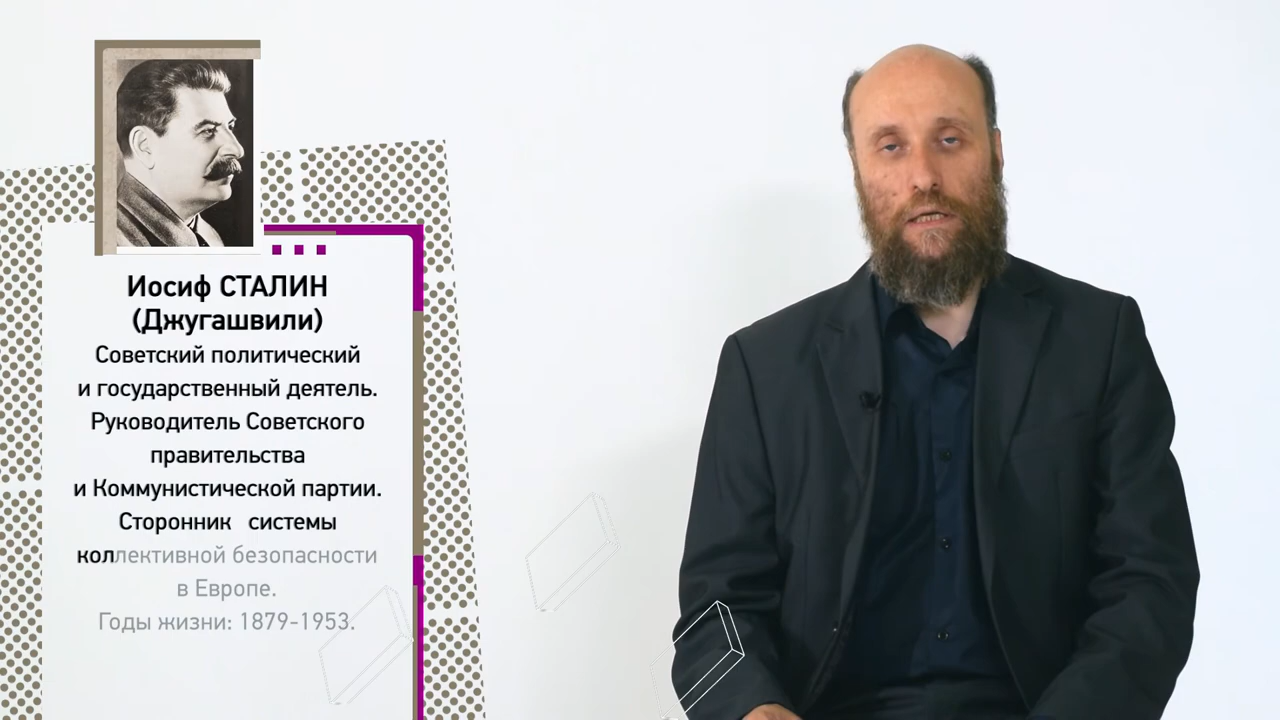 Иосиф СТАЛИН
(Джугашвили)
Советский политический
и государственный деятель.
Руководитель Советского
правительства
и Коммунистической партии.
Сторонник системы
коллективной безопасности
в Европе.
Годы жизни: 1879-1953.